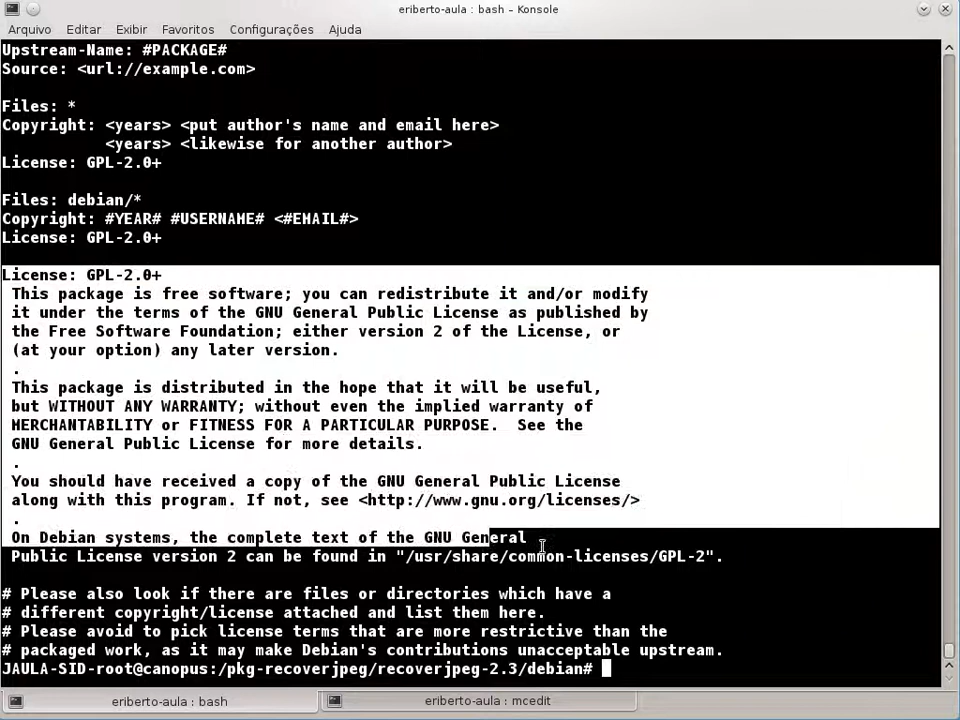 eriberto-aula : bash – Konsole
Arquivo Editar Exibir Favoritos Configurações Ajuda
Upstream-Name: #PACKAGE#
Source: <url://example.com>
Files: *
Copyright: <years> <put author's name and email here>
<years> <likewise for another author>
License: GPL-2.0+
Files: debian/*
Copyright: #YEAR# #USERNAME# <#EMAIL#>
License: GPL-2.0+
License: GPL-2.0+
This package is free software; you can redistribute it and/or modify
it under the terms of the GNU General Public License as published by
the Free Software Foundation; either version 2 of the License, or
(at your option) any later version.
.
This package is distributed in the hope that it will be useful,
but WITHOUT ANY WARRANTY; without even the implied warranty of
MERCHANTABILITY or FITNESS FOR A PARTICULAR PURPOSE.  See the
GNU General Public License for more details.
.
You should have received a copy of the GNU General Public License
along with this program. If not, see <http://www.gnu.org/licenses/>
.
On Debian systems, the complete text of the GNU General
Public License version 2 can be found in "/usr/share/common-licenses/GPL-2".
# Please also look if there are files or directories which have a
# different copyright/license attached and list them here.
# Please avoid to pick license terms that are more restrictive than the
# packaged work, as it may make Debian's contributions unacceptable upstream.
JAULA-SID-root@canopus:/pkg-recoverjpeg/recoverjpeg-2.3/debian#
eriberto-aula : bash
eriberto-aula : mcedit